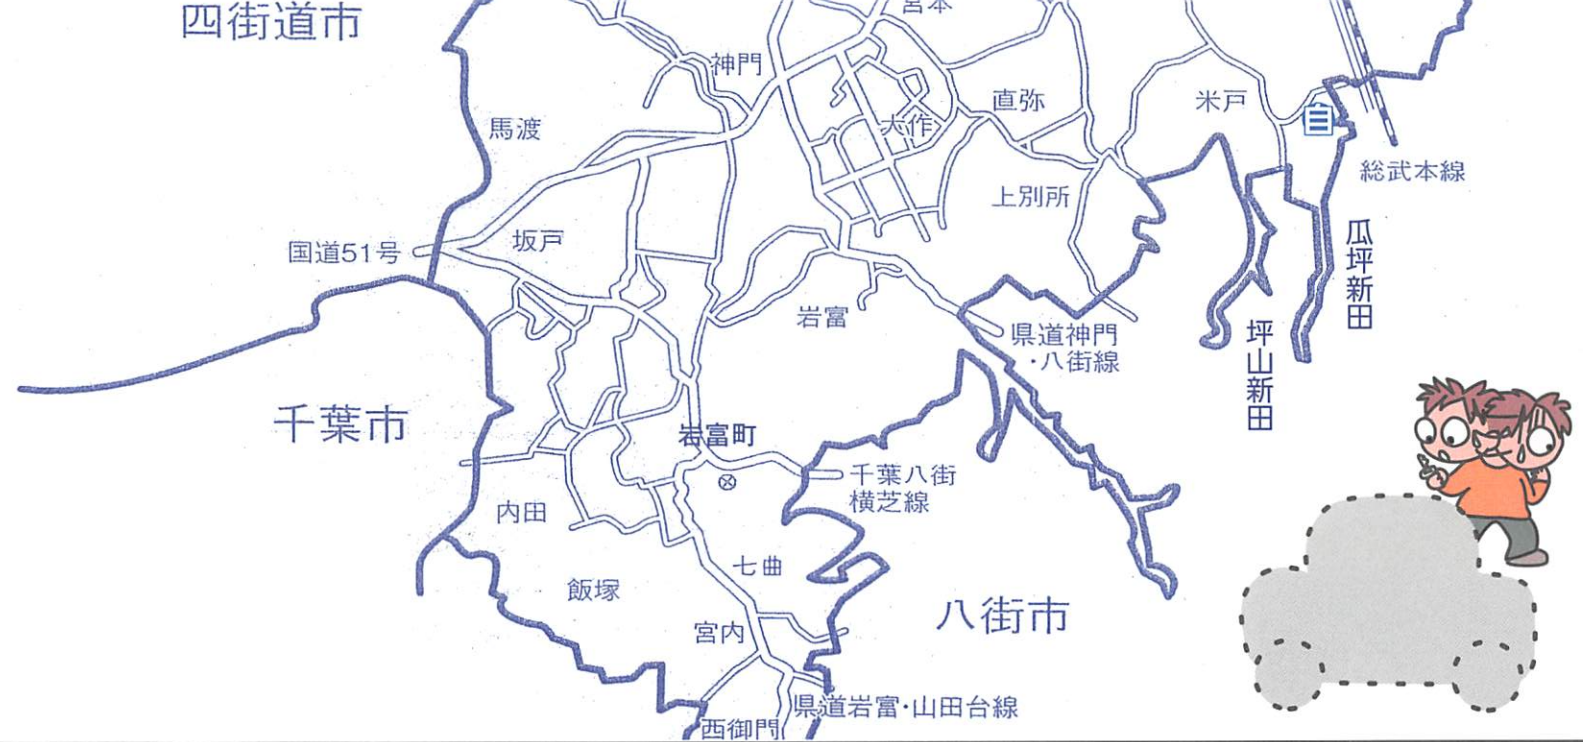 四街道市
宮本
神門
馬渡
直弥
大作
米戸
総武本線
上別所
国道51号
坂戸
瓜坪新田
岩富
県道神門
・八街線
坪山新田
千葉市
岩富町
千葉八街
横芝線
内田
七曲
飯塚
宮内
八街市
県道岩富・山田台線
西御門